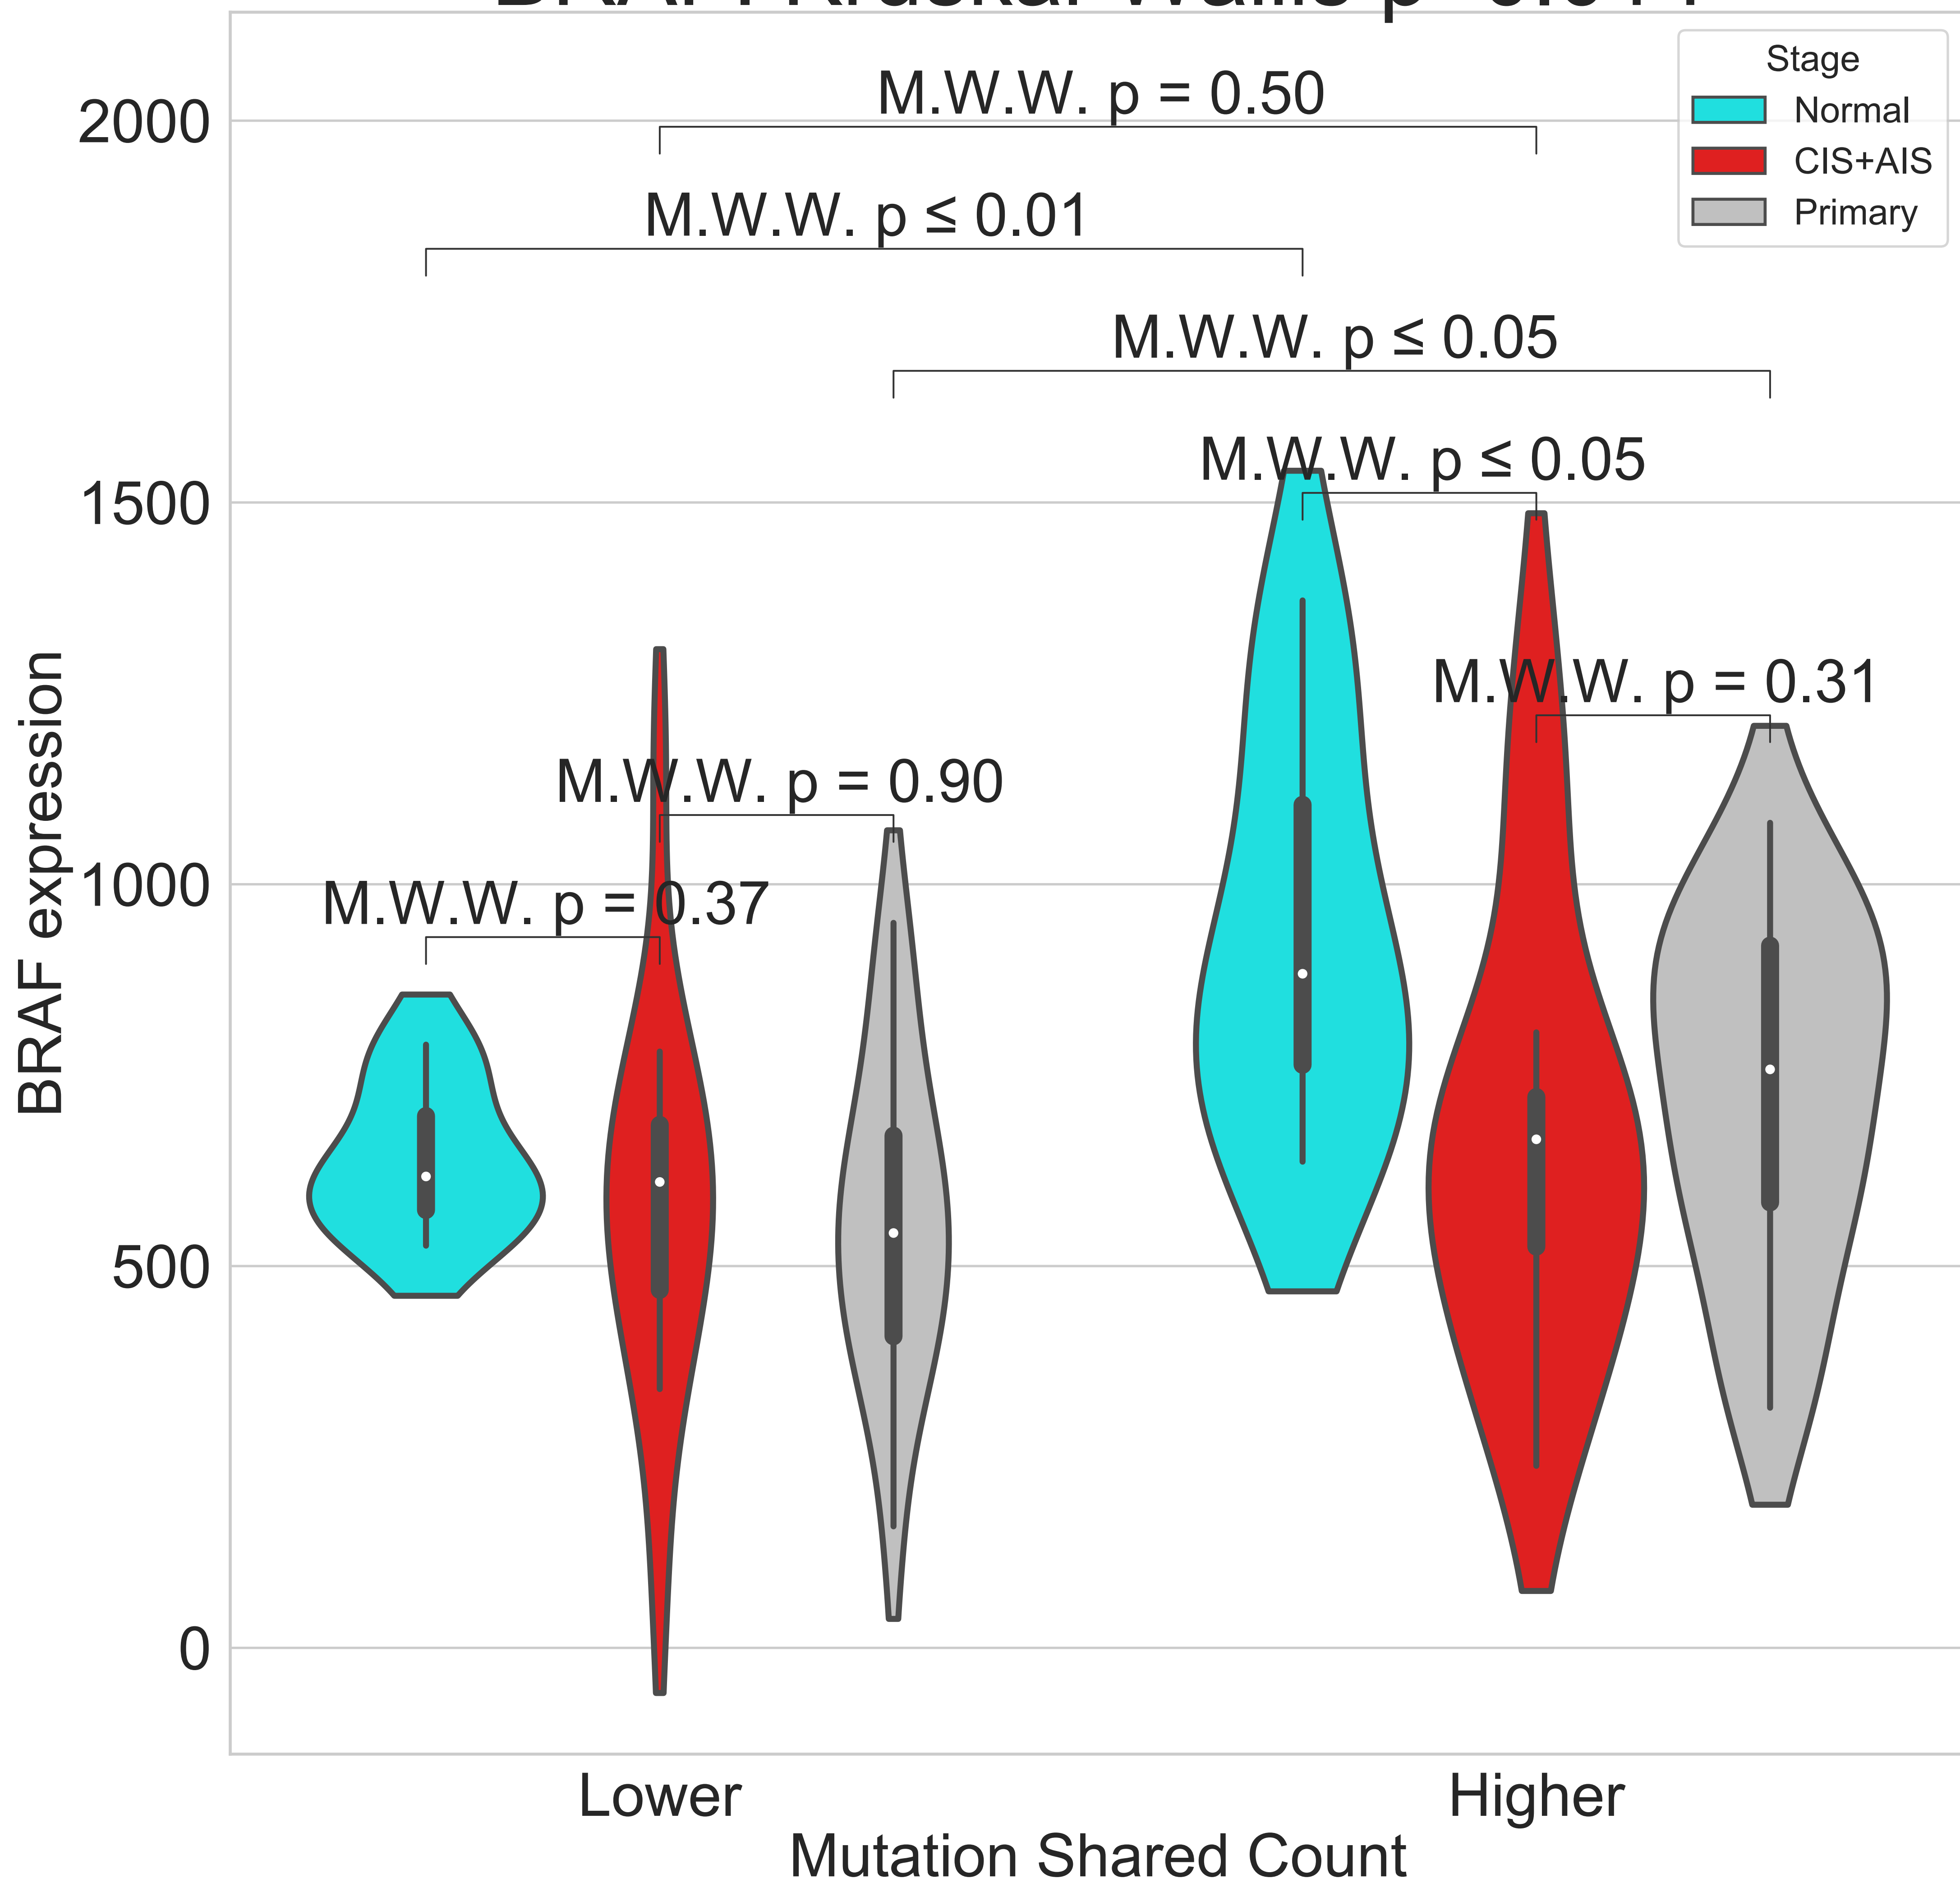 Stage
Normal
CIS+AIS
Primary
M.W.W. p = 0.50
M.W.W. p ≤ 0.01
M.W.W. p ≤ 0.05
M.W.W. p ≤ 0.05
M.W.W. p = 0.31
M.W.W. p = 0.90
M.W.W. p = 0.37
2000
1500
1000
500
0
BRAF expression
Lower
Higher
Mutation Shared Count